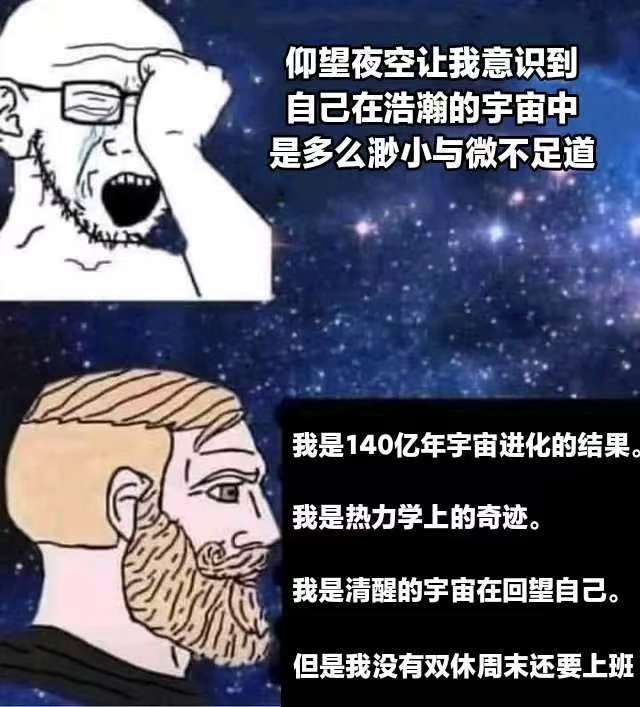 仰望夜空让我意识到
自己在浩瀚的宇宙中
是多么渺小与微不足道
我是140亿年宇宙进化的结果。
我是热力学上的奇迹。
我是清醒的宇宙在回望自己。
但是我没有双休周末还要上班